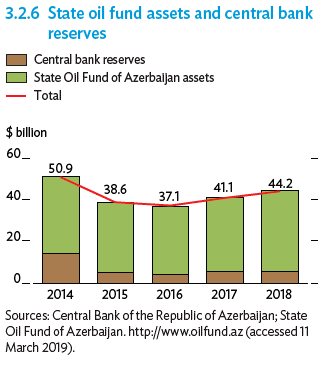 3.2.6 State oil fund assets and central bank
reserves
Central bank reserves
State Oil Fund of Azerbaijan assets
Total
$ billion
60
40
20
0
50.9
38.6
37.1
41.1
44.2
2014 2015 2016 2017 2018
Sources: Central Bank of the Republic of Azerbaijan; State
Oil Fund of Azerbaijan. http://www.oilfund.az (accessed 11
March 2019).